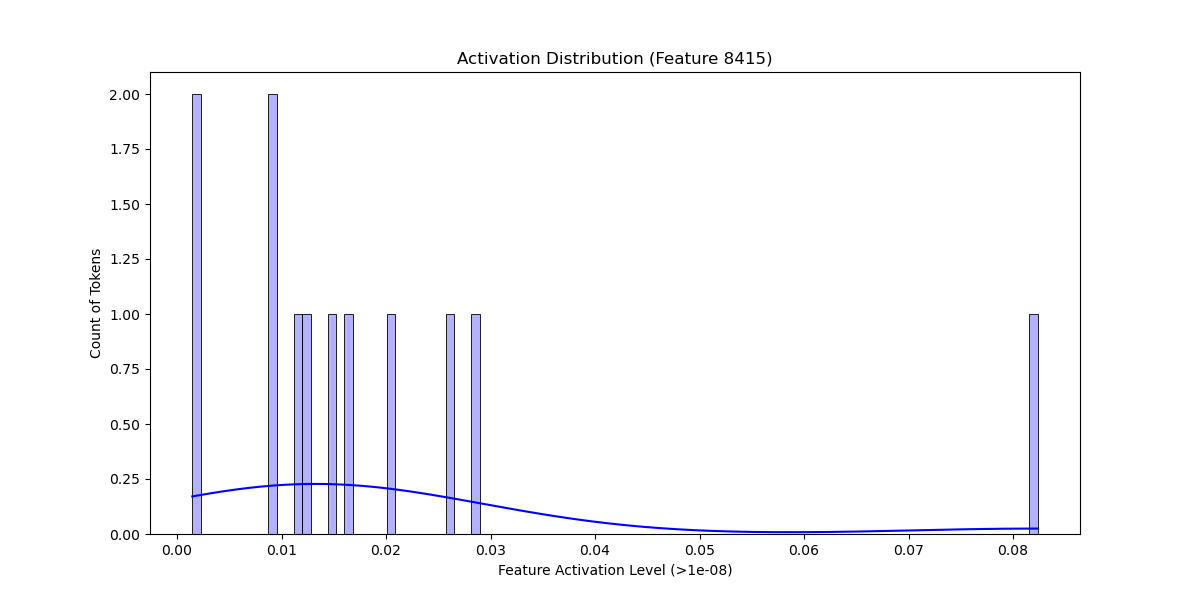 Activation Distribution (Feature 8415)
2.00
1.75
1.50
1.25
1.00
0.75
0.50
0.25
0.00
Count of Tokens
0.00 0.01 0.02 0.03 0.04 0.05 0.06 0.07 0.08
Feature Activation Level (>1e-08)